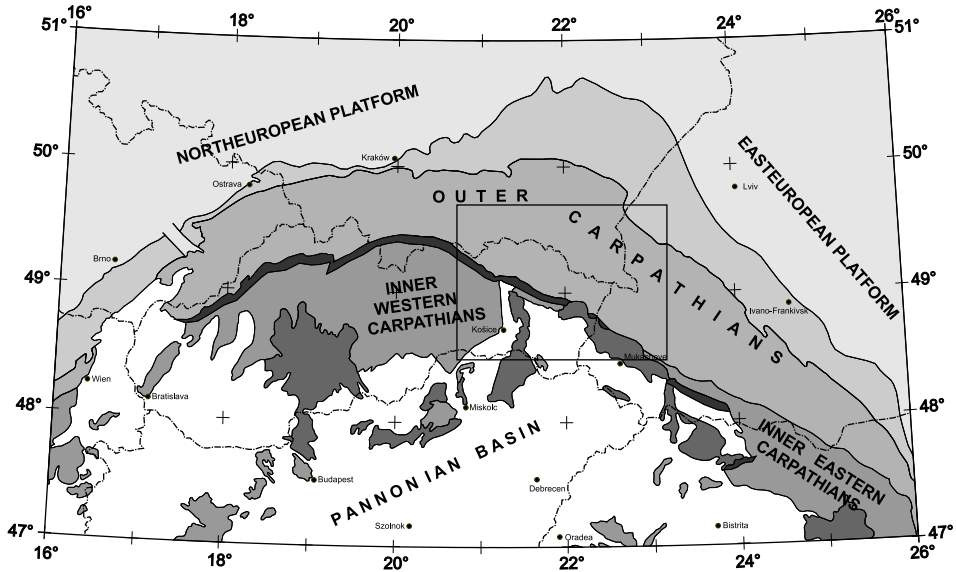 16°
18°
20°
22°
24°
26°
51°
51°
NORTHEUROPEAN PLATFORM
50°
Kraków
EASTEUROPEAN PLATFORM
50°
Ostrava
Lviv
OUTER
CARPATHIANS
Brno
49°
49°
INNER
WESTERN
CARPATHIANS
Ivano-Frankivsk
Košice
Mukacheve
Wien
Bratislava
48°
Miskolc
48°
PANNONIAN BASIN
INNER EASTERN
CARPATHIANS
Budapest
Debrecen
Szolnok
Oradea
Bistrita
47°
47°
16°
18°
20°
22°
24°
26°